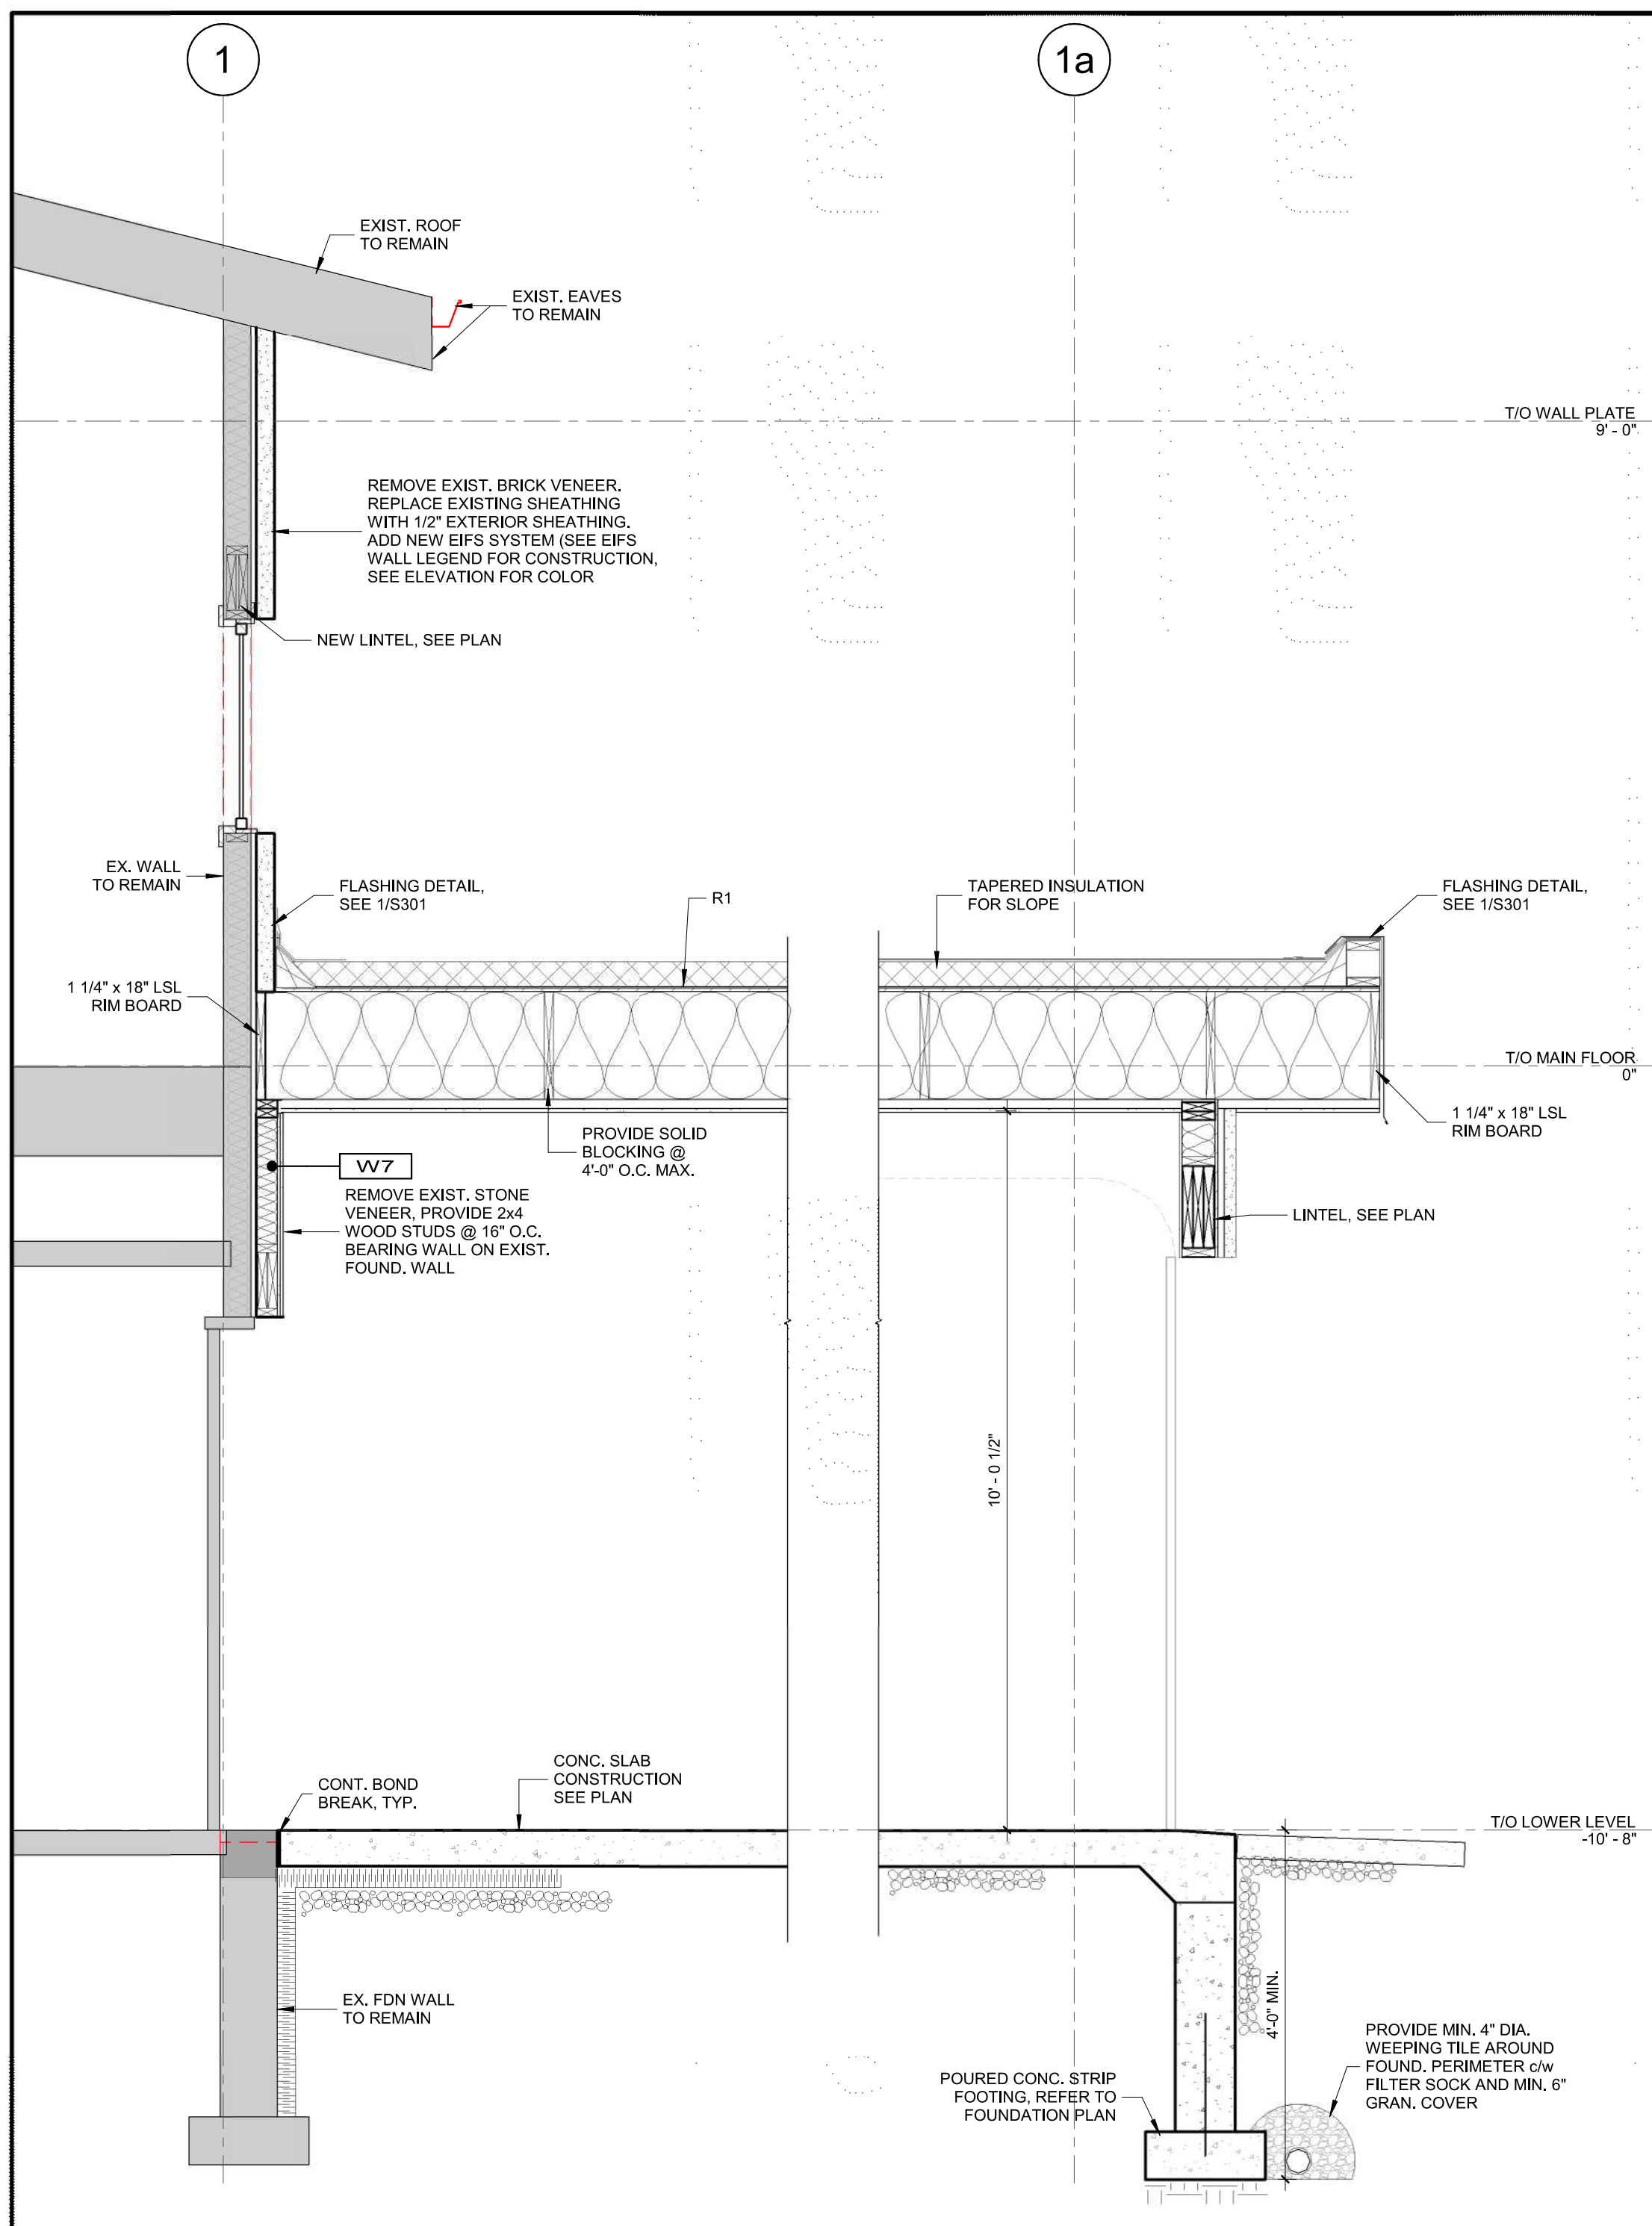 1
1a
EXIST. ROOF
TO REMAIN
EXIST. EAVES
TO REMAIN
T/O WALL PLATE
9' - 0"
REMOVE EXIST. BRICK VENEER.
REPLACE EXISTING SHEATHING
WITH 1/2" EXTERIOR SHEATHING.
ADD NEW EIFS SYSTEM (SEE EIFS
WALL LEGEND FOR CONSTRUCTION,
SEE ELEVATION FOR COLOR
NEW LINTEL, SEE PLAN
EX. WALL
TO REMAIN
FLASHING DETAIL,
SEE 1/S301
R1
TAPERED INSULATION
FOR SLOPE
FLASHING DETAIL,
SEE 1/S301
1 1/4" x 18" LSL
RIM BOARD
T/O MAIN FLOOR
0"
1 1/4" x 18" LSL
RIM BOARD
PROVIDE SOLID
BLOCKING @
4'-0" O.C. MAX.
W7
REMOVE EXIST. STONE
VENEER, PROVIDE 2x4
WOOD STUDS @ 16" O.C.
BEARING WALL ON EXIST.
FOUND. WALL
LINTEL, SEE PLAN
10' - 0 1/2"
CONT. BOND
BREAK, TYP.
CONC. SLAB
CONSTRUCTION
SEE PLAN
T/O LOWER LEVEL
-10' - 8"
EX. FDN WALL
TO REMAIN
4'-0" MIN.
POURED CONC. STRIP
FOOTING, REFER TO
FOUNDATION PLAN
PROVIDE MIN. 4" DIA.
WEEPING TILE AROUND
FOUND. PERIMETER c/w
FILTER SOCK AND MIN. 6"
GRAN. COVER